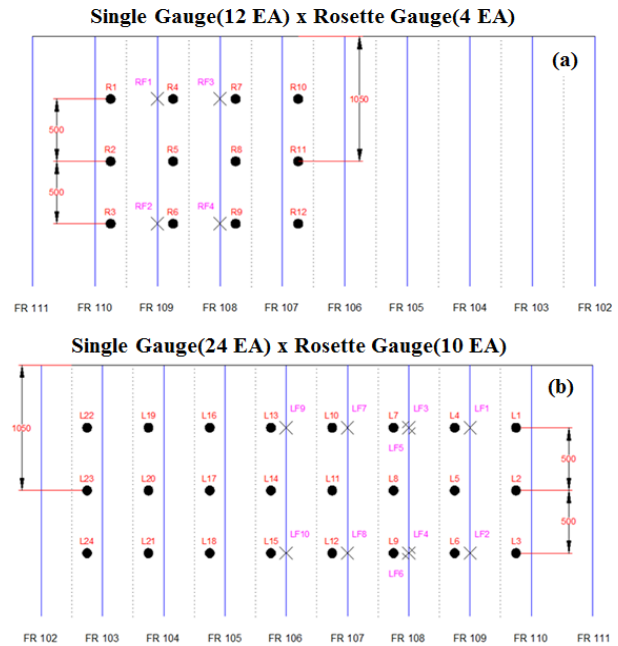 Single Gauge(12 EA) x Rosette Gauge(4 EA)
(a)
R1 RF1 R4 RF3 R7 R10
1050
500
R2 R5 R8 R11
500
R3 RF2 R6 RF4 R9 R12
FR 111 FR 110 FR 109 FR 108 FR 107 FR 106 FR 105 FR 104 FR 103 FR 102
Single Gauge(24 EA) x Rosette Gauge(10 EA)
(b)
L22 L19 L16 L13 LF9 L10 LF7 L7 LF3 L4 LF1 L1
1050
LF5
500
L23 L20 L17 L14 L11 L8 L5 L2
500
L24 L21 L18 L15 LF10 L12 LF8 L9 LF4 L6 LF2 L3
LF6
FR 102 FR 103 FR 104 FR 105 FR 106 FR 107 FR 108 FR 109 FR 110 FR 111